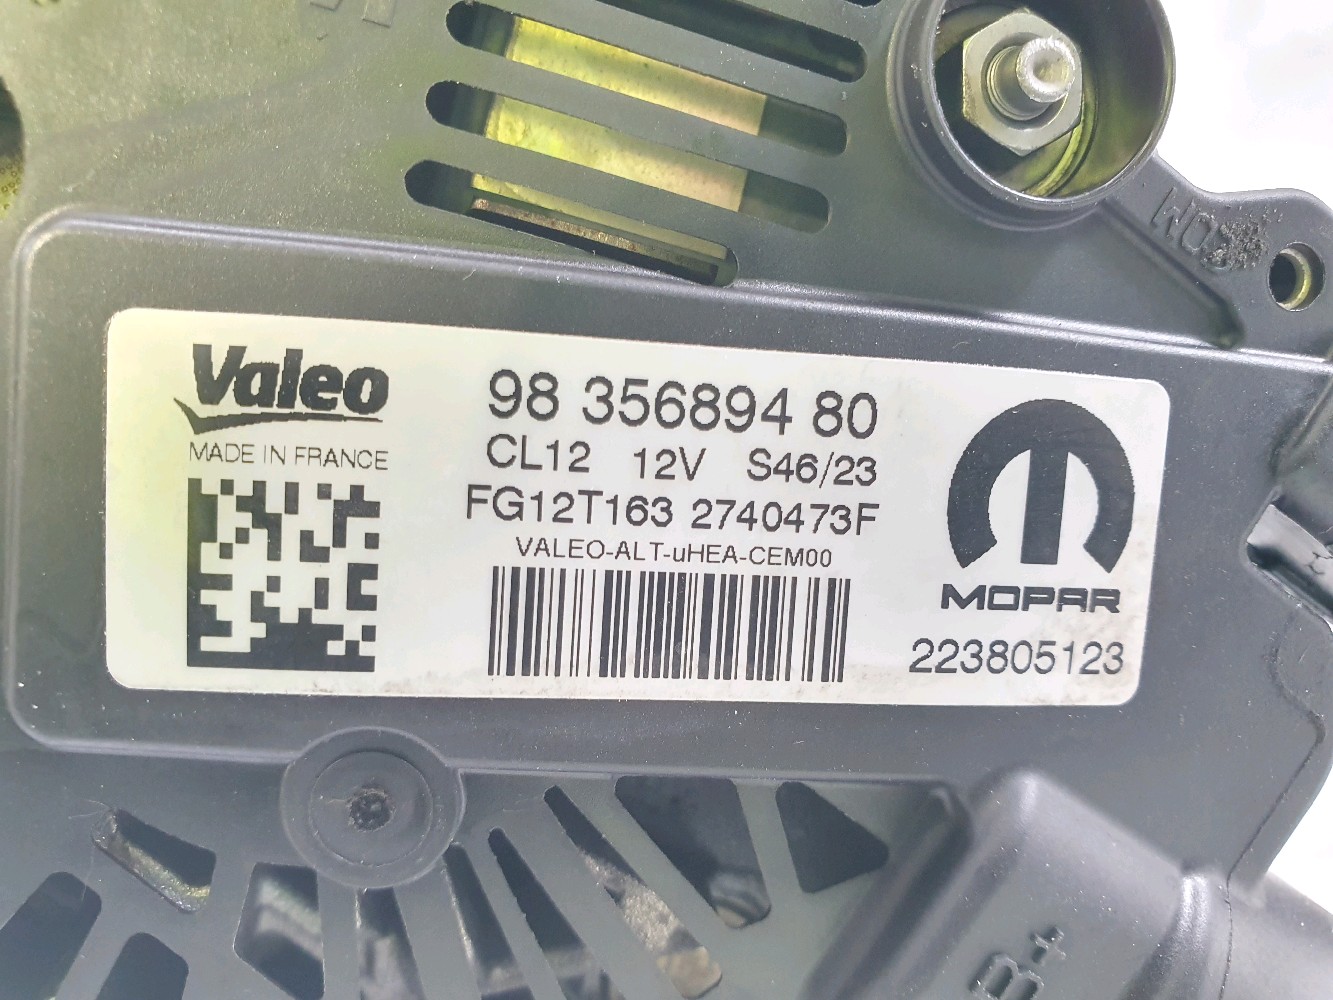 Valeo
MADE IN FRANCE
98 356894 80
CL12 12V S46/23
FG12T163 2740473F
VALEO-ALT-uHEA-CEM00
MOPAR
223805123
B+